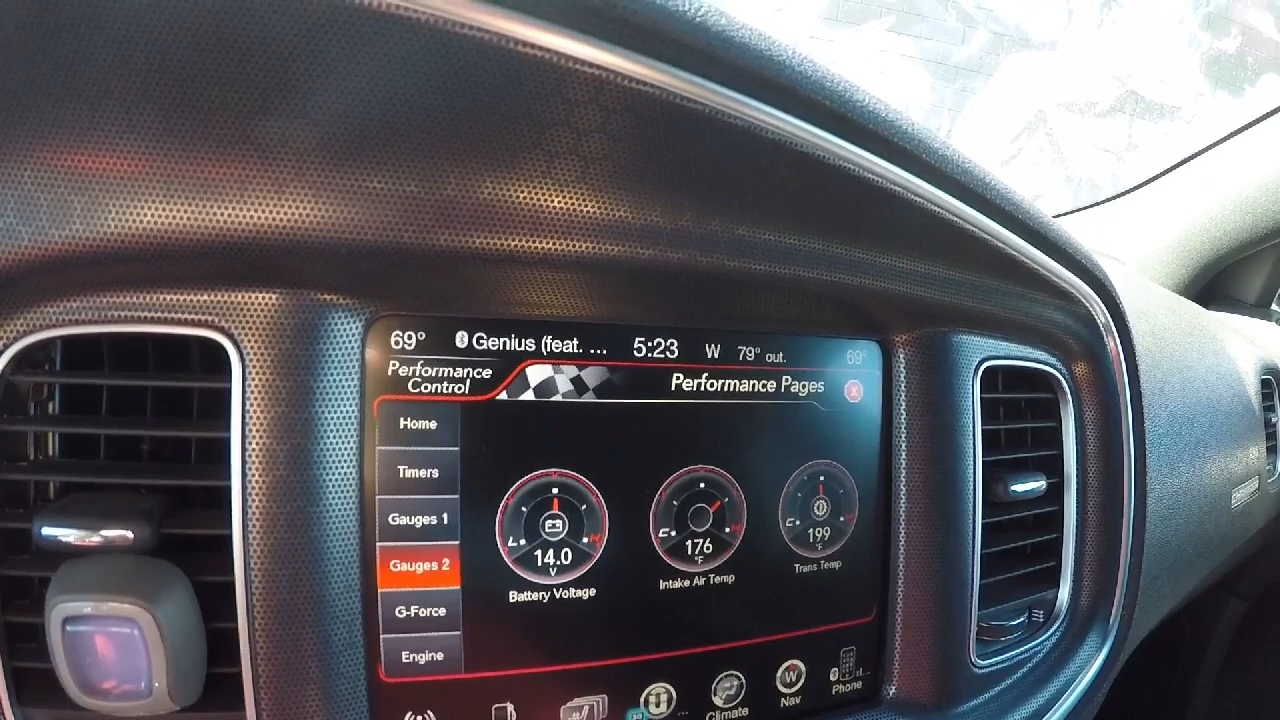 69° Genius (feat. ... 5:23 W 79° out. 69°
Performance
Control
Performance Pages
X
Home
Timers
Gauges 1
Gauges 2
G-Force
Engine
L H
14.0
V
Battery Voltage
C H
176
°F
Intake Air Temp
C H
199
°F
Trans Temp
Climate
W
Nav
Phone